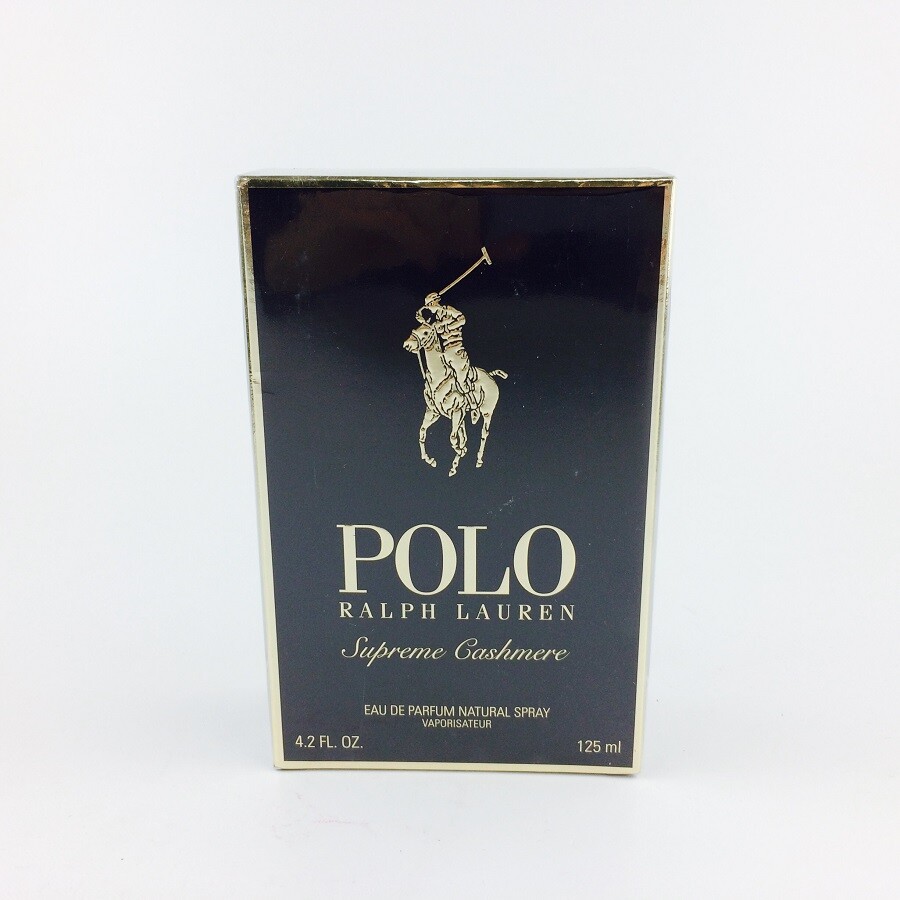 POLO
RALPH LAUREN
Supreme Cashmere
EAU DE PARFUM NATURAL SPRAY
VAPORISATEUR
4.2 FL. OZ. 125 ml